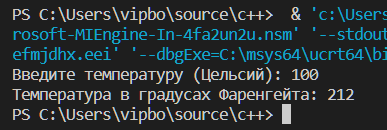 PS C:\Users\vipbo\source\c++>  & 'c:\Users
rosoft-MIEngine-In-4fa2un2u.nsm' '--stdout
efmjdhx.eei' '--dbgExe=C:\msys64\ucrt64\bi
Введите температуру (Цельсий): 100
Температура в градусах Фаренгейта: 212
PS C:\Users\vipbo\source\c++>